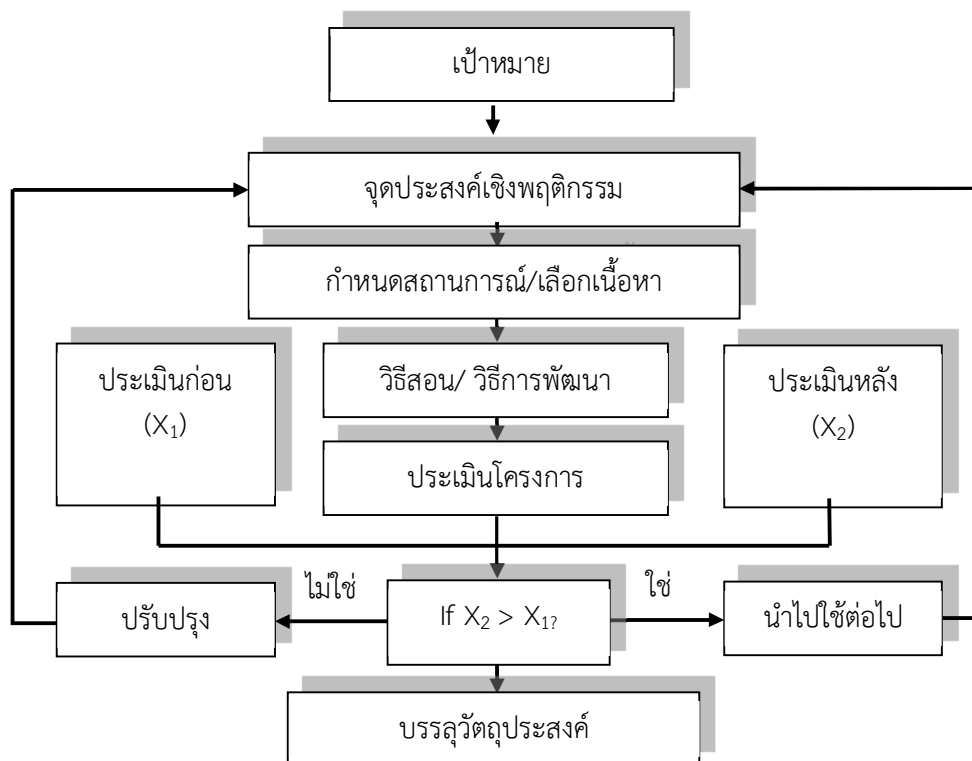 เป้าหมาย
จุดประสงค์เชิงพฤติกรรม
กำหนดสถานการณ์/เลือกเนื้อหา
ประเมินก่อน
(X₁)
วิธีสอน/ วิธีการพัฒนา
ประเมินหลัง
(X₂)
ประเมินโครงการ
ไม่ใช่
ใช่
ปรับปรุง
If X₂ > X₁?
นำไปใช้ต่อไป
บรรลุวัตถุประสงค์